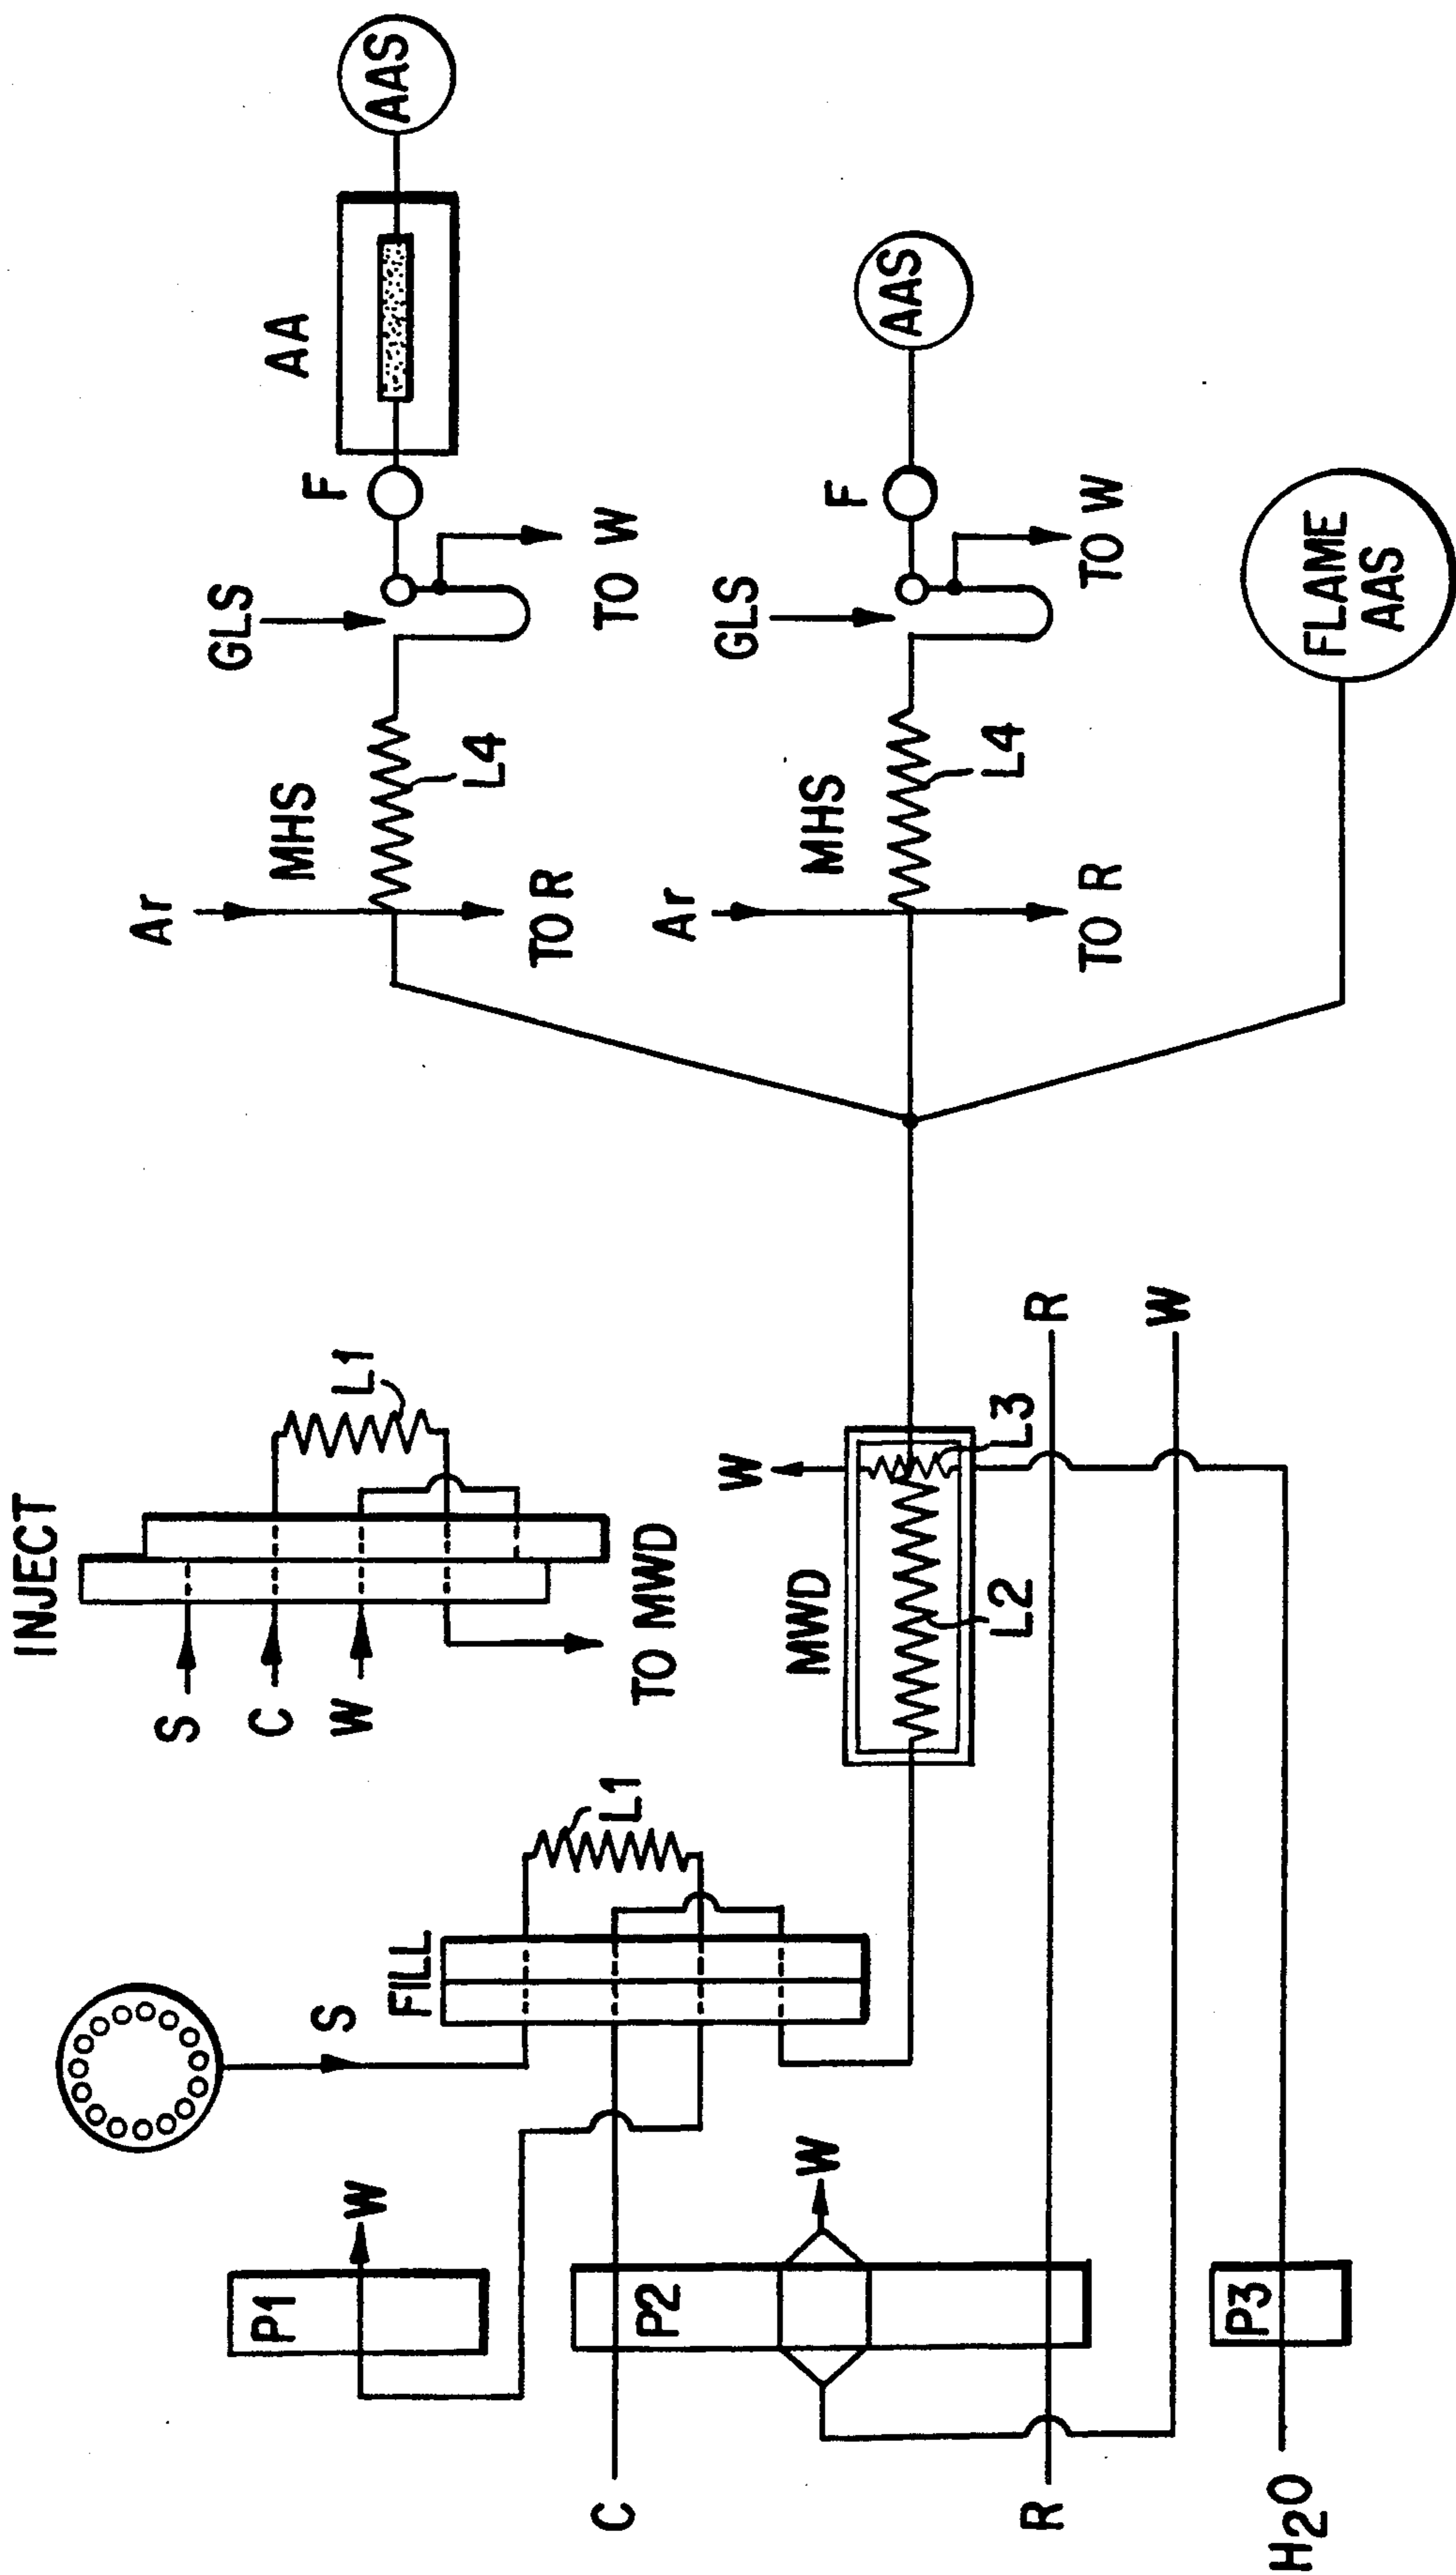 INJECT
S
C
W
TO MWD
L1
Ar
MHS
L4
TO R
GLS
TO W
F
AA
AAS
S
FILL
L1
P1
W
C
P2
W
R
P3
H2O
MWD
L2
L3
W
R
W
Ar
MHS
L4
TO R
GLS
TO W
F
AAS
FLAME
AAS